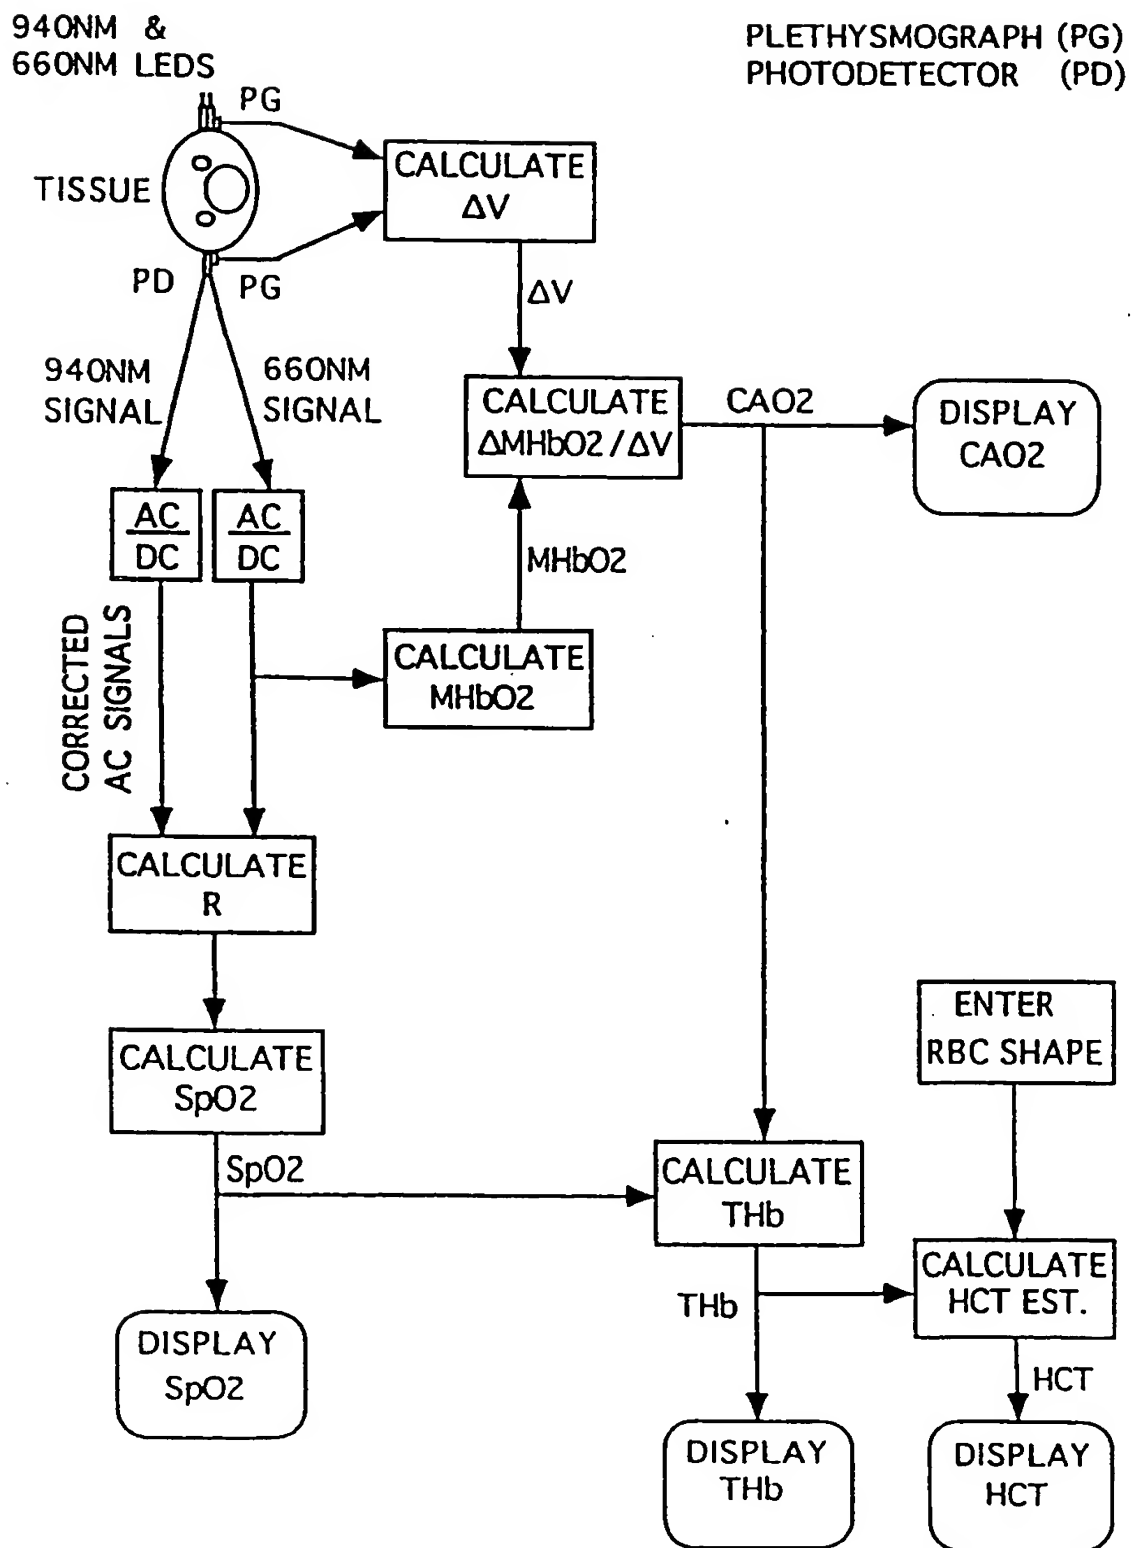 940NM &
660NM LEDS
PLETHYSMOGRAPH (PG)
PHOTODETECTOR (PD)
PG
CALCULATE
ΔV
TISSUE
PD
PG
ΔV
940NM
SIGNAL
660NM
SIGNAL
CALCULATE
ΔMHbO2/ΔV
CAO2
DISPLAY
CAO2
AC
DC
AC
DC
MHbO2
CORRECTED
AC SIGNALS
CALCULATE
MHbO2
CALCULATE
R
ENTER
RBC SHAPE
CALCULATE
SpO2
SpO2
CALCULATE
THb
CALCULATE
HCT EST.
THb
DISPLAY
SpO2
HCT
DISPLAY
THb
DISPLAY
HCT